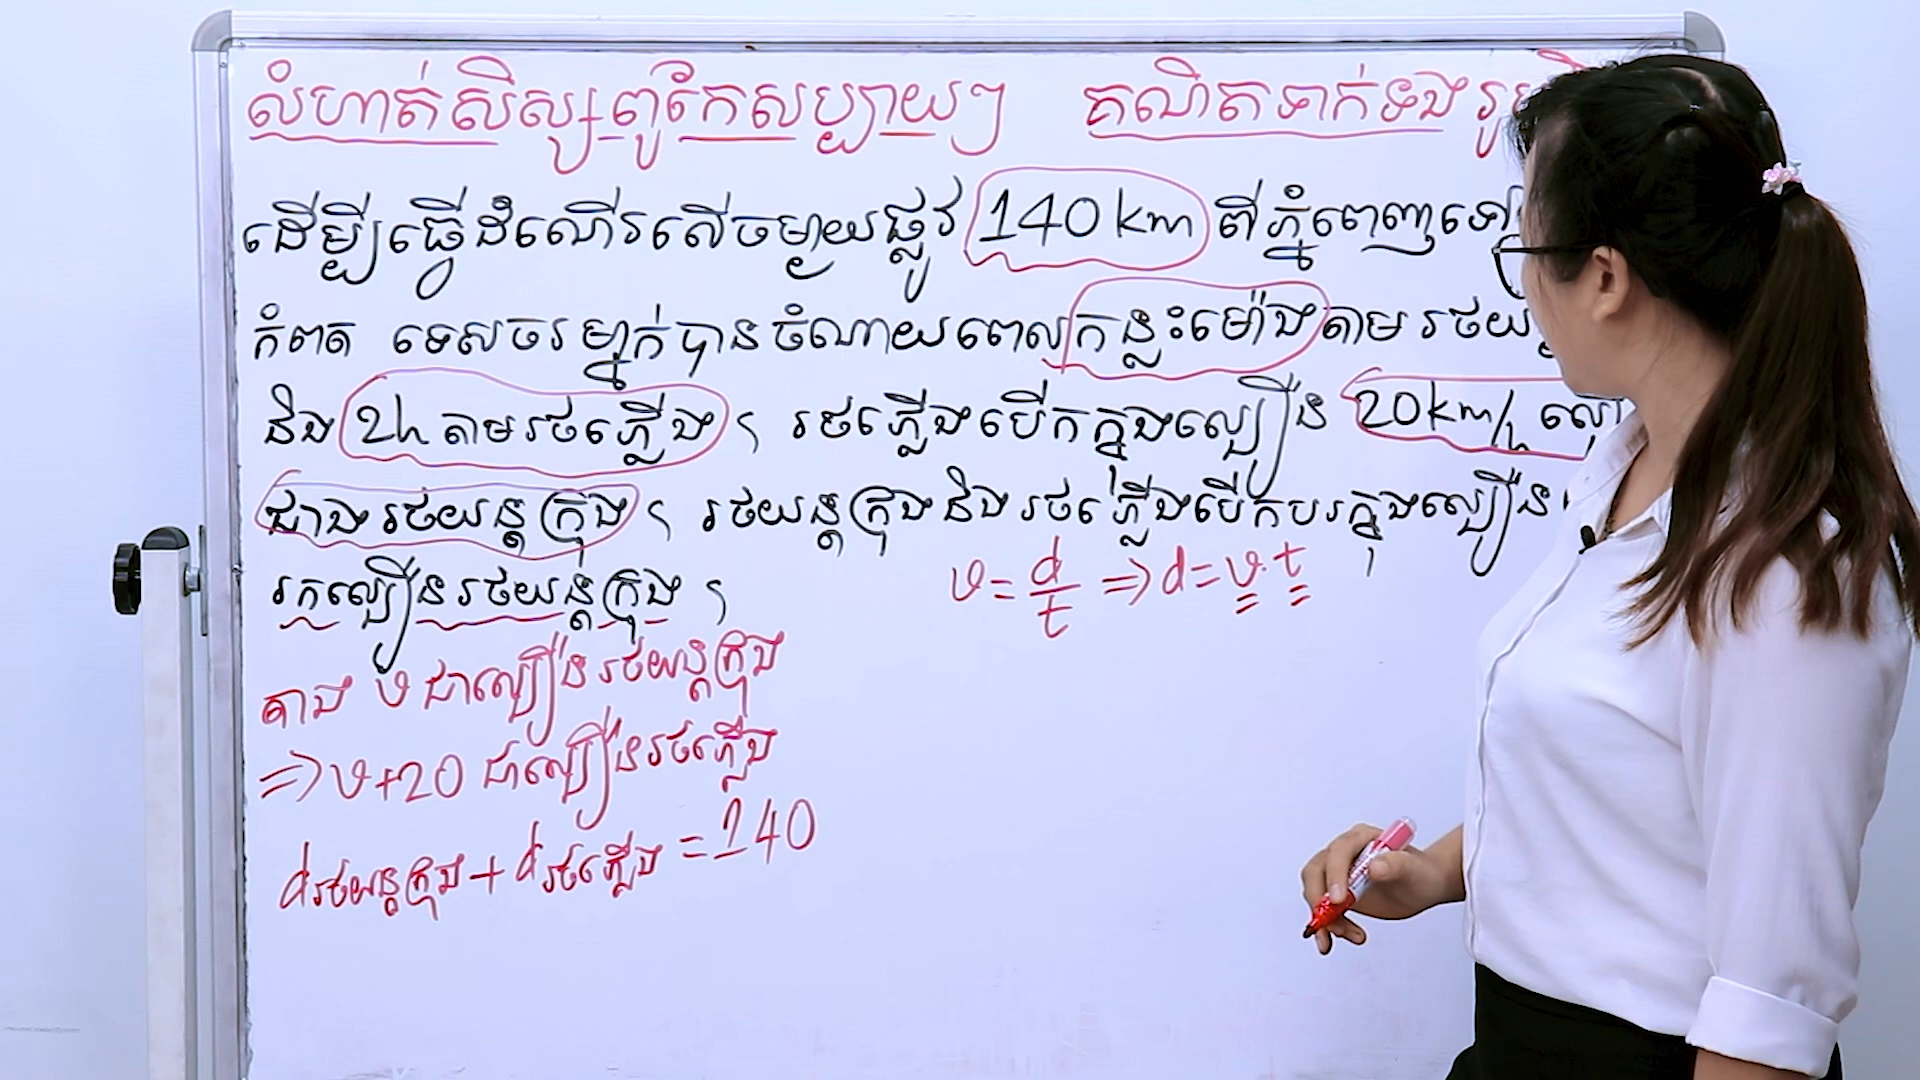 លំហាត់សិស្សពូកែសប្បាយៗ គណិតទាក់ទងរូប
ដើម្បីធ្វើដំណើរលើចម្ងាយផ្លូវ 140 km ពីភ្នំពេញទៅ
កំពត ទេសចរម្នាក់បានចំណាយពេលកន្លះម៉ោងតាមរថយន្ត
និង 2h តាមរថភ្លើង ។ រថភ្លើងបើកក្នុងល្បឿន 20km/h លឿ
ជាងរថយន្តក្រុង ។ រថយន្តក្រុងនិងរថភ្លើងបើកបរក្នុងល្បឿន
រកល្បឿនរថយន្តក្រុង ។
v = d/t => d = v.t
តាង v ជាល្បឿនរថយន្តក្រុង
=> v+20 ជាល្បឿនរថភ្លើង
dរថយន្តក្រុង + dរថភ្លើង = 140